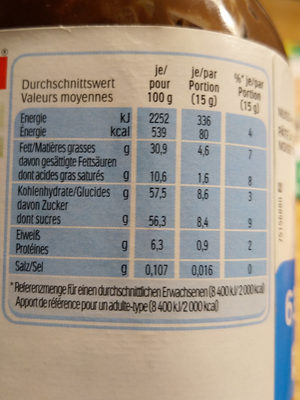 Durchschnittswert
Valeurs moyennes
je/
pour
100 g
je/par
Portion
(15 g)
%* je/par
Portion
(15 g)
Energie kJ 2252 336
Énergie kcal 539 80 4
Fett/Matières grasses g 30,9 4,6 7
davon gesättigte Fettsäuren
dont acides gras saturés g 10,6 1,6 8
Kohlenhydrate/Glucides g 57,5 8,6 3
davon Zucker
dont sucres g 56,3 8,4 9
Eiweiß
Protéines g 6,3 0,9 2
Salz/Sel g 0,107 0,016 0
*Referenzmenge für einen durchschnittlichen Erwachsenen (8 400 kJ/2 000 kcal)
Apport de référence pour un adulte-type (8 400 kJ/2 000 kcal)